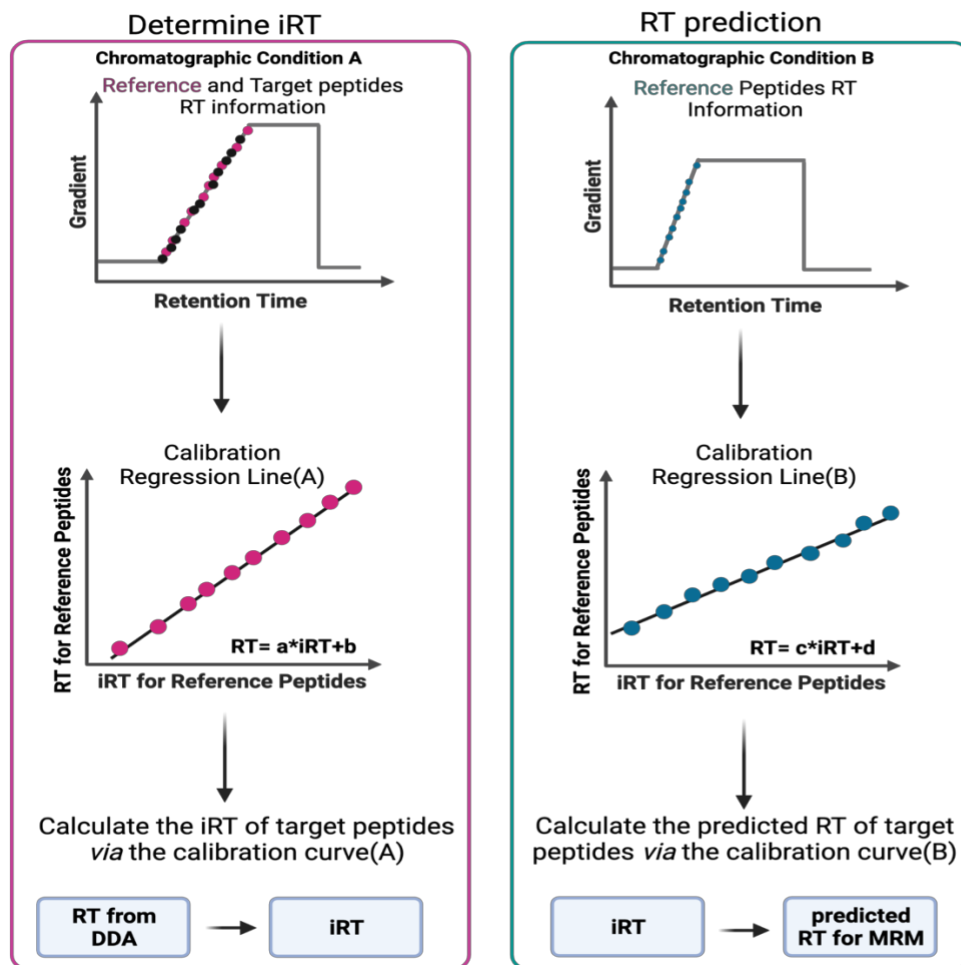 Determine iRT
Chromatographic Condition A
Reference and Target peptides
RT information
Gradient
Retention Time
Calibration
Regression Line(A)
RT for Reference Peptides
RT= a*iRT+b
iRT for Reference Peptides
Calculate the iRT of target peptides
via the calibration curve(A)
RT from
DDA
iRT
RT prediction
Chromatographic Condition B
Reference Peptides RT
Information
Gradient
Retention Time
Calibration
Regression Line(B)
RT for Reference Peptides
RT= c*iRT+d
iRT for Reference Peptides
Calculate the predicted RT of target
peptides via the calibration curve(B)
iRT
predicted
RT for MRM